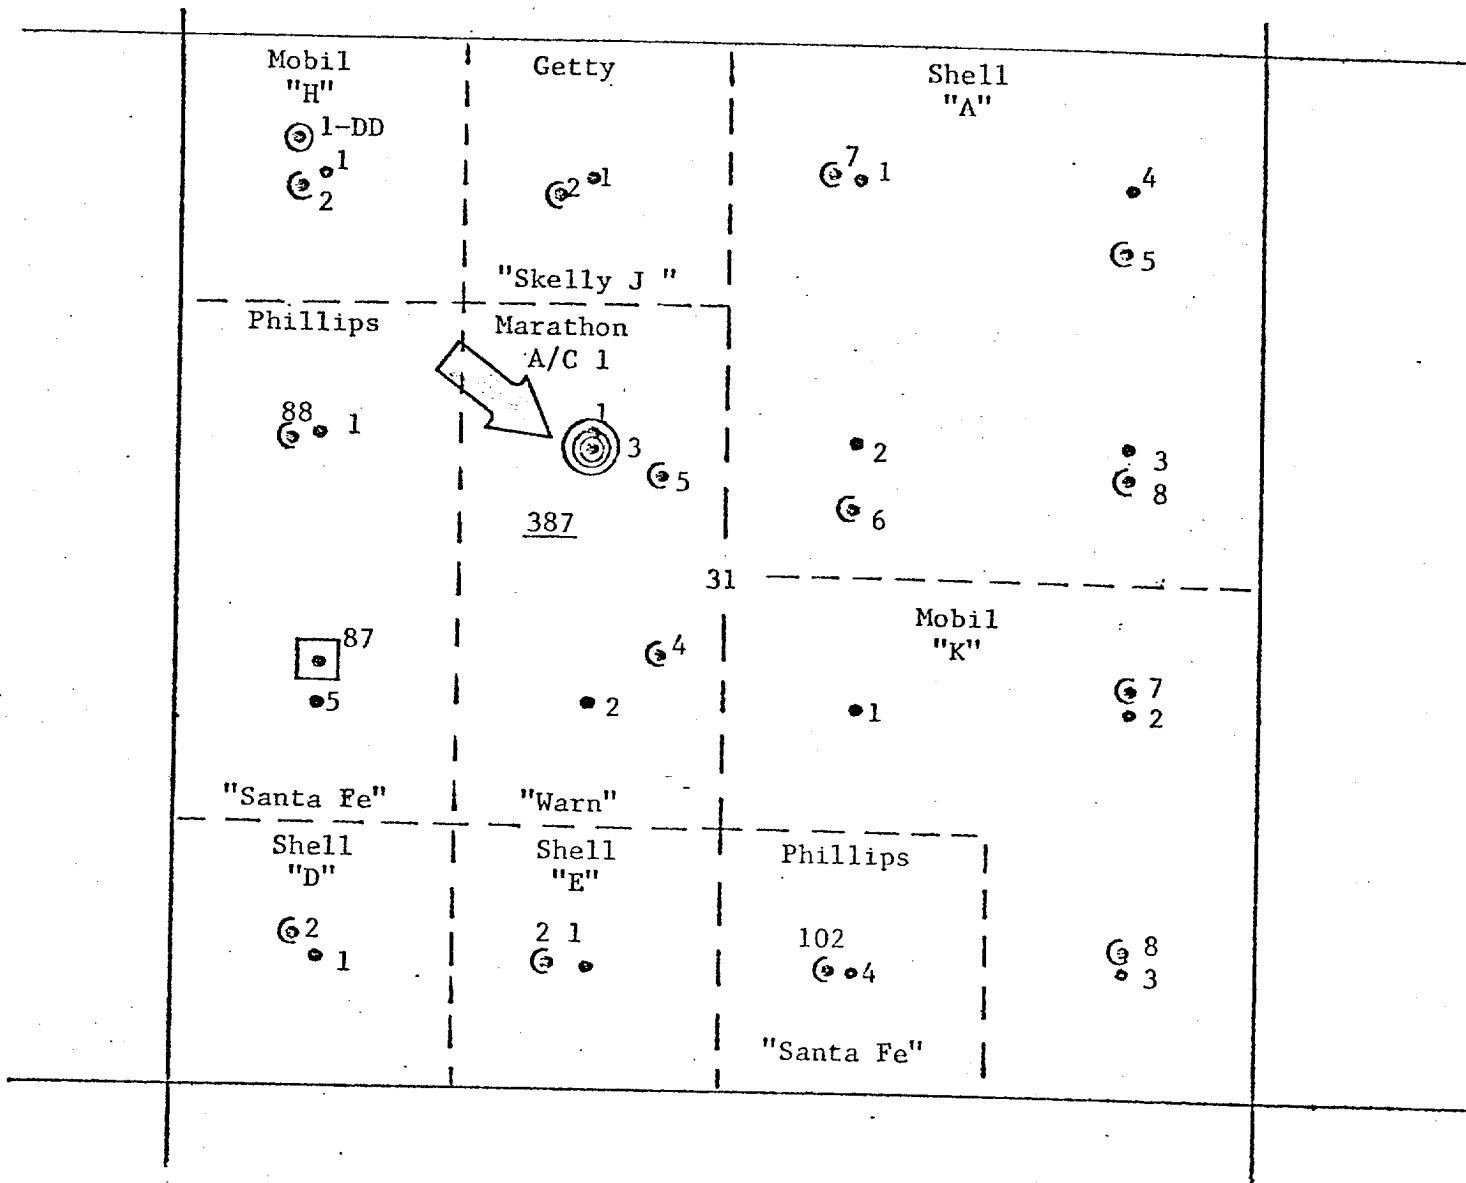 Mobil
"H"
1-DD
1
2
Getty
2
1
"Skelly J "
Shell
"A"
7
1
4
5
2
6
3
8
Phillips
88
1
87
5
"Santa Fe"
Marathon
A/C 1
1
3
5
387
4
2
"Warn"
31
Mobil
"K"
1
7
2
8
3
Shell
"D"
2
1
Shell
"E"
2 1
Phillips
102
4
"Santa Fe"